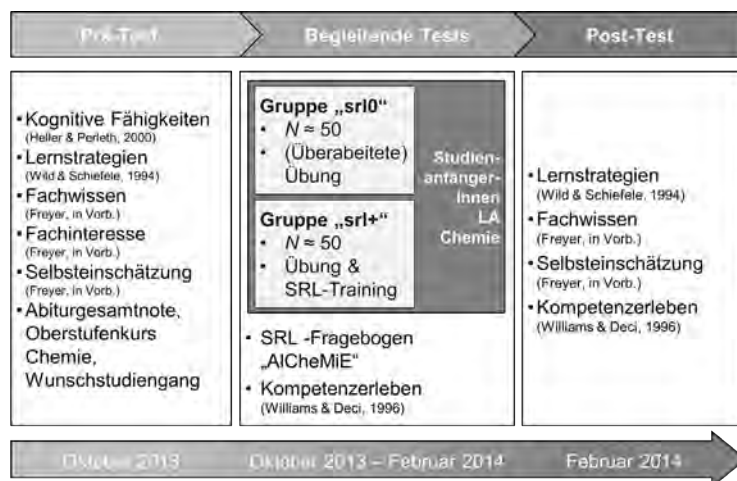 Prä-Test
Begleitende Tests
Post-Test
• Kognitive Fähigkeiten
(Heller & Perleth, 2000)
• Lernstrategien
(Wild & Schiefele, 1994)
• Fachwissen
(Freyer, in Vorb.)
• Fachinteresse
(Freyer, in Vorb.)
• Selbsteinschätzung
(Freyer, in Vorb.)
• Abiturgesamtnote,
Oberstufenkurs
Chemie,
Wunschstudiengang
Gruppe „srl0“
• N ≈ 50
• (Überabeitete)
Übung
Gruppe „srl+“
• N ≈ 50
• Übung &
SRL-Training
Studien-
anfänger-
Innen
LA
Chemie
• SRL -Fragebogen
„AlCheMiE“
• Kompetenzerleben
(Williams & Deci, 1996)
• Lernstrategien
(Wild & Schiefele, 1994)
• Fachwissen
(Freyer, in Vorb.)
• Selbsteinschätzung
(Freyer, in Vorb.)
• Kompetenzerleben
(Williams & Deci, 1996)
Oktober 2013
Oktober 2013 – Februar 2014
Februar 2014